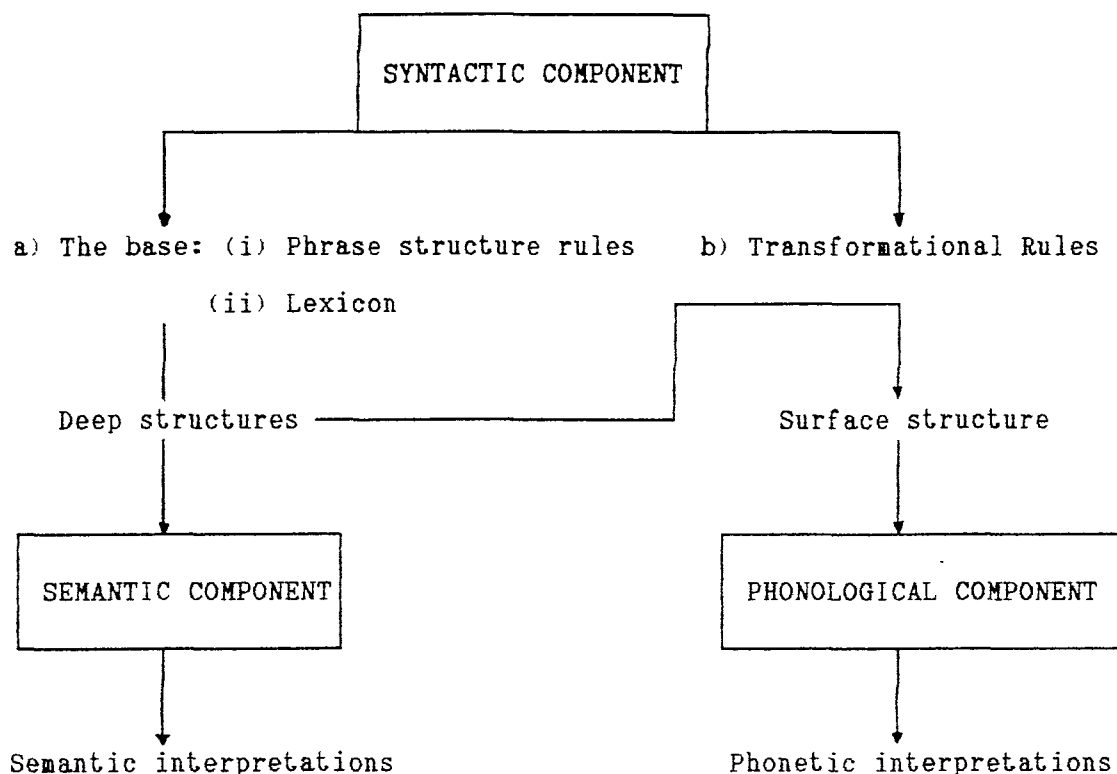 SYNTACTIC COMPONENT
a) The base: (i) Phrase structure rules b) Transformational Rules
(ii) Lexicon
Deep structures Surface structure
SEMANTIC COMPONENT PHONOLOGICAL COMPONENT
Semantic interpretations Phonetic interpretations